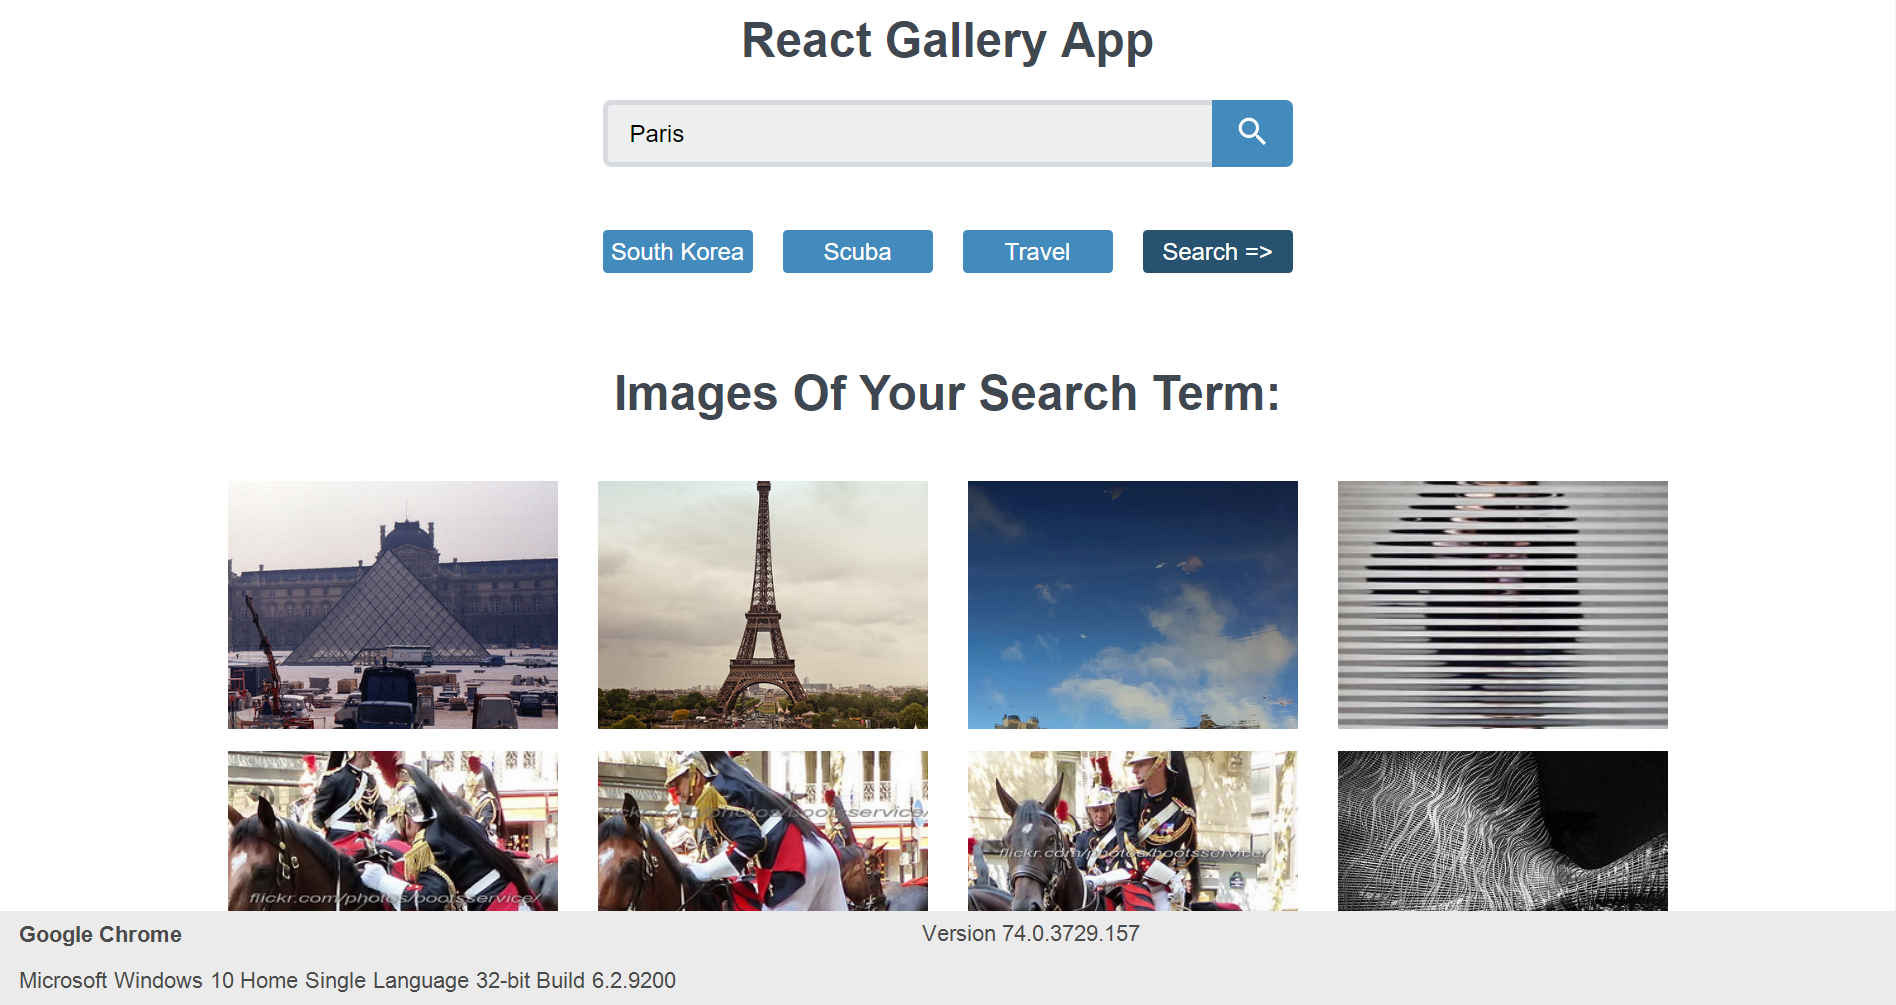 React Gallery App
Paris
South Korea
Scuba
Travel
Search =>
Images Of Your Search Term:
flickr.com/photos/bootsservice/
flickr.com/photos/bootsservice/
flickr.com/photos/bootsservice/
Google Chrome
Version 74.0.3729.157
Microsoft Windows 10 Home Single Language 32-bit Build 6.2.9200